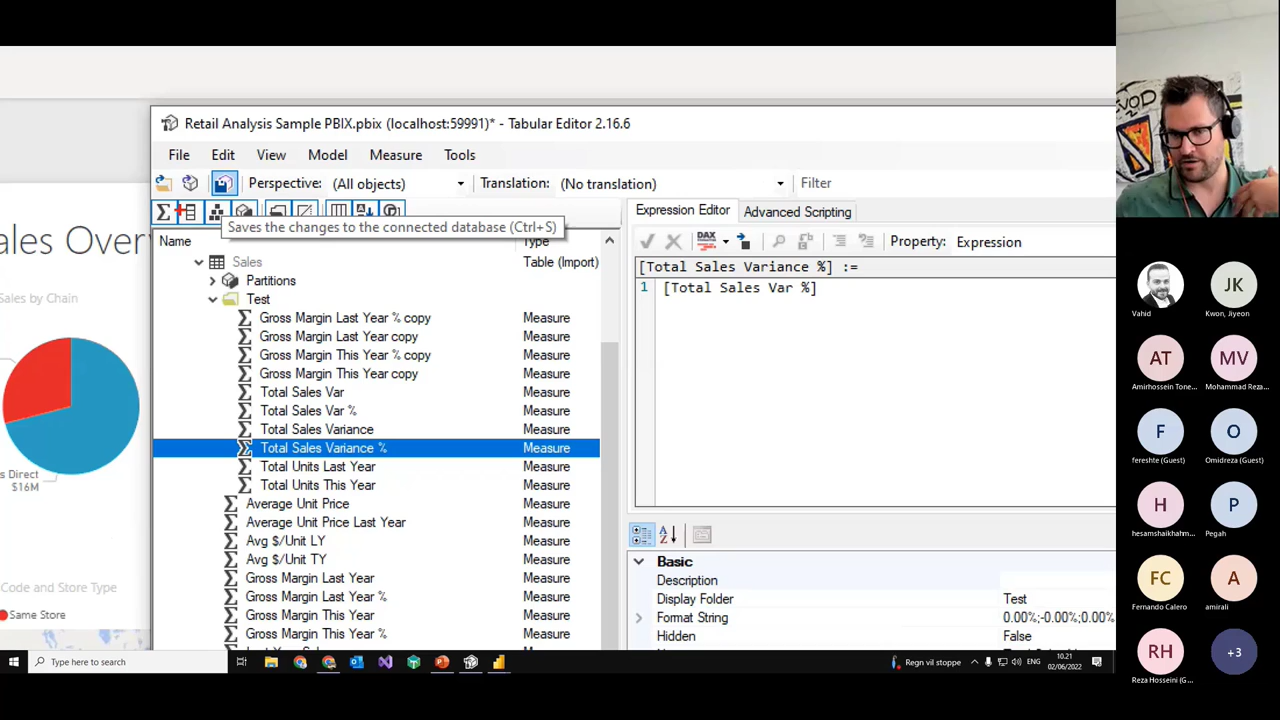 Retail Analysis Sample PBIX.pbix (localhost:59991)* - Tabular Editor 2.16.6
File Edit View Model Measure Tools
Perspective: (All objects) Translation: (No translation) Filter
Saves the changes to the connected database (Ctrl+S)
Name Type
Sales Table (Import)
Partitions
Test
Gross Margin Last Year % copy Measure
Gross Margin Last Year copy Measure
Gross Margin This Year % copy Measure
Gross Margin This Year copy Measure
Total Sales Var Measure
Total Sales Var % Measure
Total Sales Variance Measure
Total Sales Variance % Measure
Total Units Last Year Measure
Total Units This Year Measure
Average Unit Price Measure
Average Unit Price Last Year Measure
Avg $/Unit LY Measure
Avg $/Unit TY Measure
Gross Margin Last Year Measure
Gross Margin Last Year % Measure
Gross Margin This Year Measure
Gross Margin This Year % Measure
Expression Editor Advanced Scripting
DAX Property: Expression
[Total Sales Variance %] :=
1 [Total Sales Var %]
Basic
Description
Display Folder Test
Format String 0.00%;-0.00%;0.00%
Hidden False
ales Over
Sales by Chain
s Direct
$16M
Code and Store Type
Same Store
Type here to search
Regn vil stoppe
ENG
10.21
02/06/2022
Vahid
JK
Kwon, Jiyeon
AT
Amirhossein Tone...
MV
Mohammad Reza...
F
fereshte (Guest)
O
Omidreza (Guest)
H
hesamshaikhahm...
P
Pegah
FC
Fernando Calero
A
amirali
RH
Reza Hosseini (G...
+3